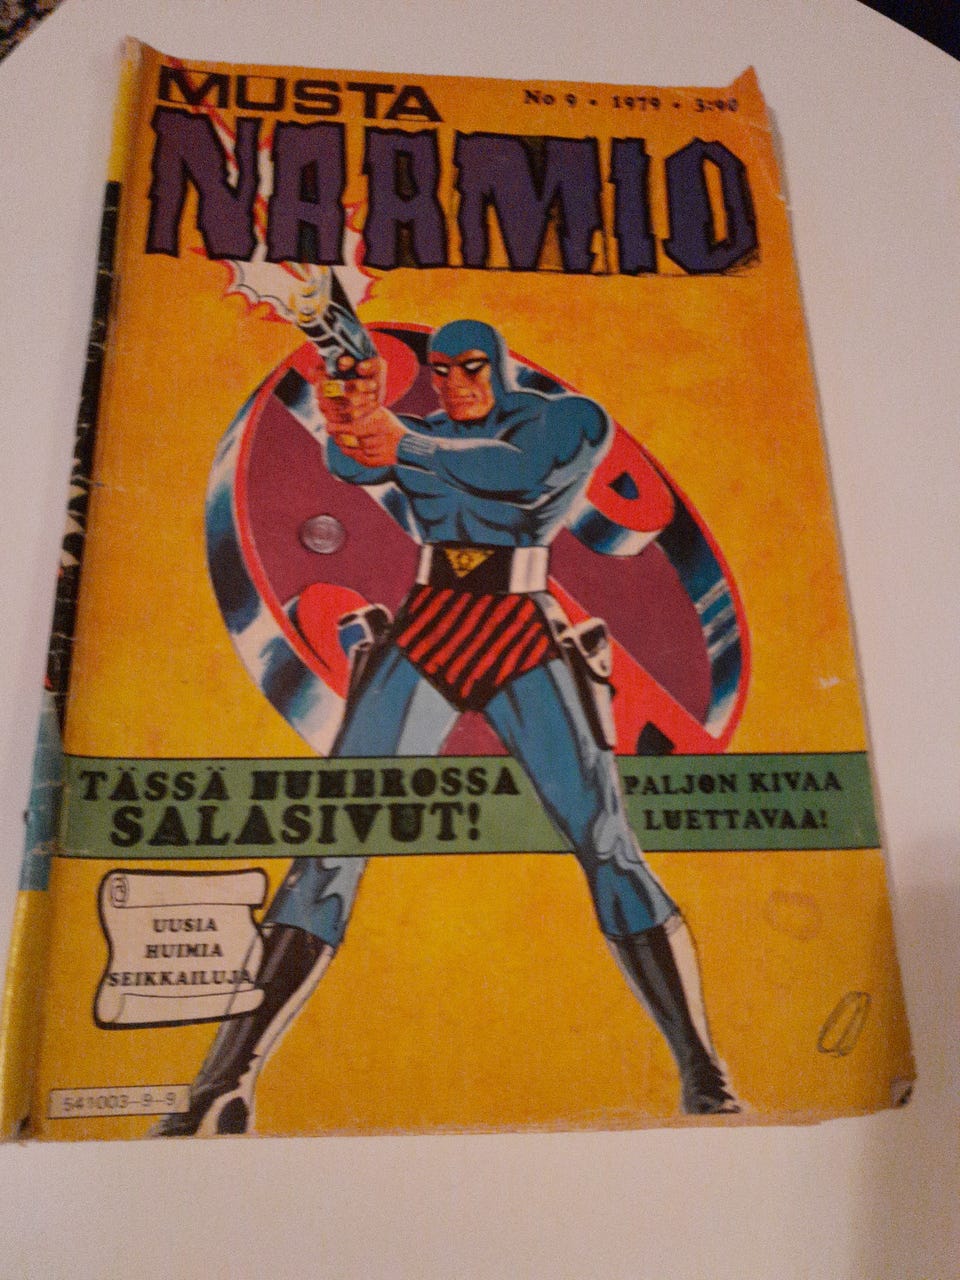 MUSTA
No 9 • 1979 • 3:90
NAAMIO
TÄSSÄ NUMEROSSA
SALASIVUT!
PALJON KIVAA
LUETTAVAA!
UUSIA
HUIMIA
SEIKKAILUJA
541003-9-9